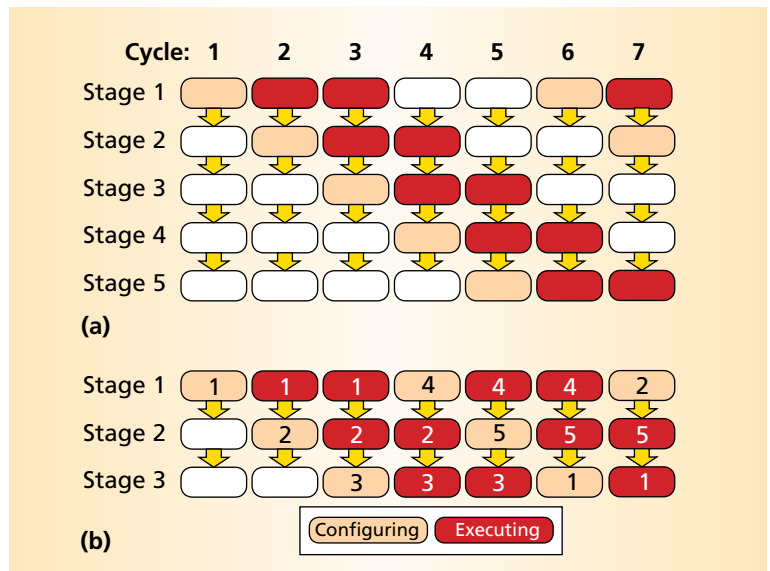 Cycle: 1 2 3 4 5 6 7
Stage 1
Stage 2
Stage 3
Stage 4
Stage 5
(a)
Stage 1 1 1 1 4 4 4 2
Stage 2 2 2 2 5 5 5
Stage 3 3 3 3 1 1
Configuring Executing
(b)